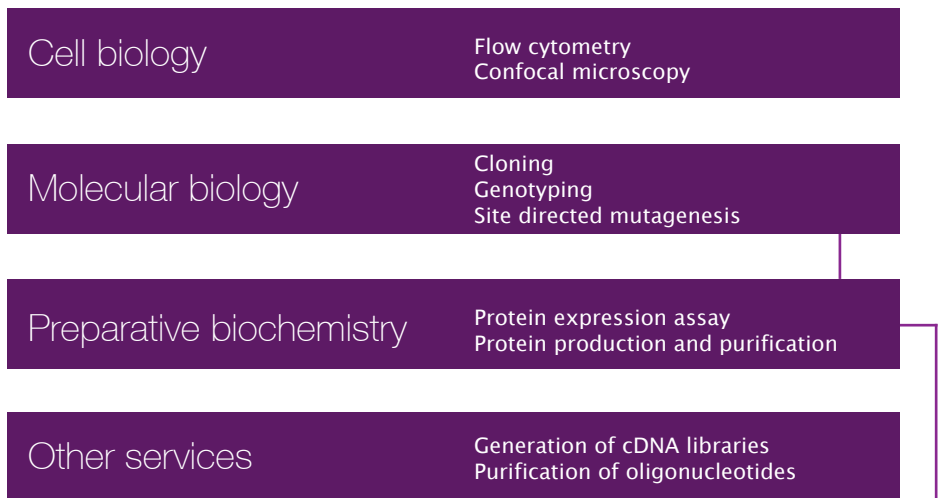 Cell biology
Flow cytometry
Confocal microscopy
Molecular biology
Cloning
Genotyping
Site directed mutagenesis
Preparative biochemistry
Protein expression assay
Protein production and purification
Other services
Generation of cDNA libraries
Purification of oligonucleotides